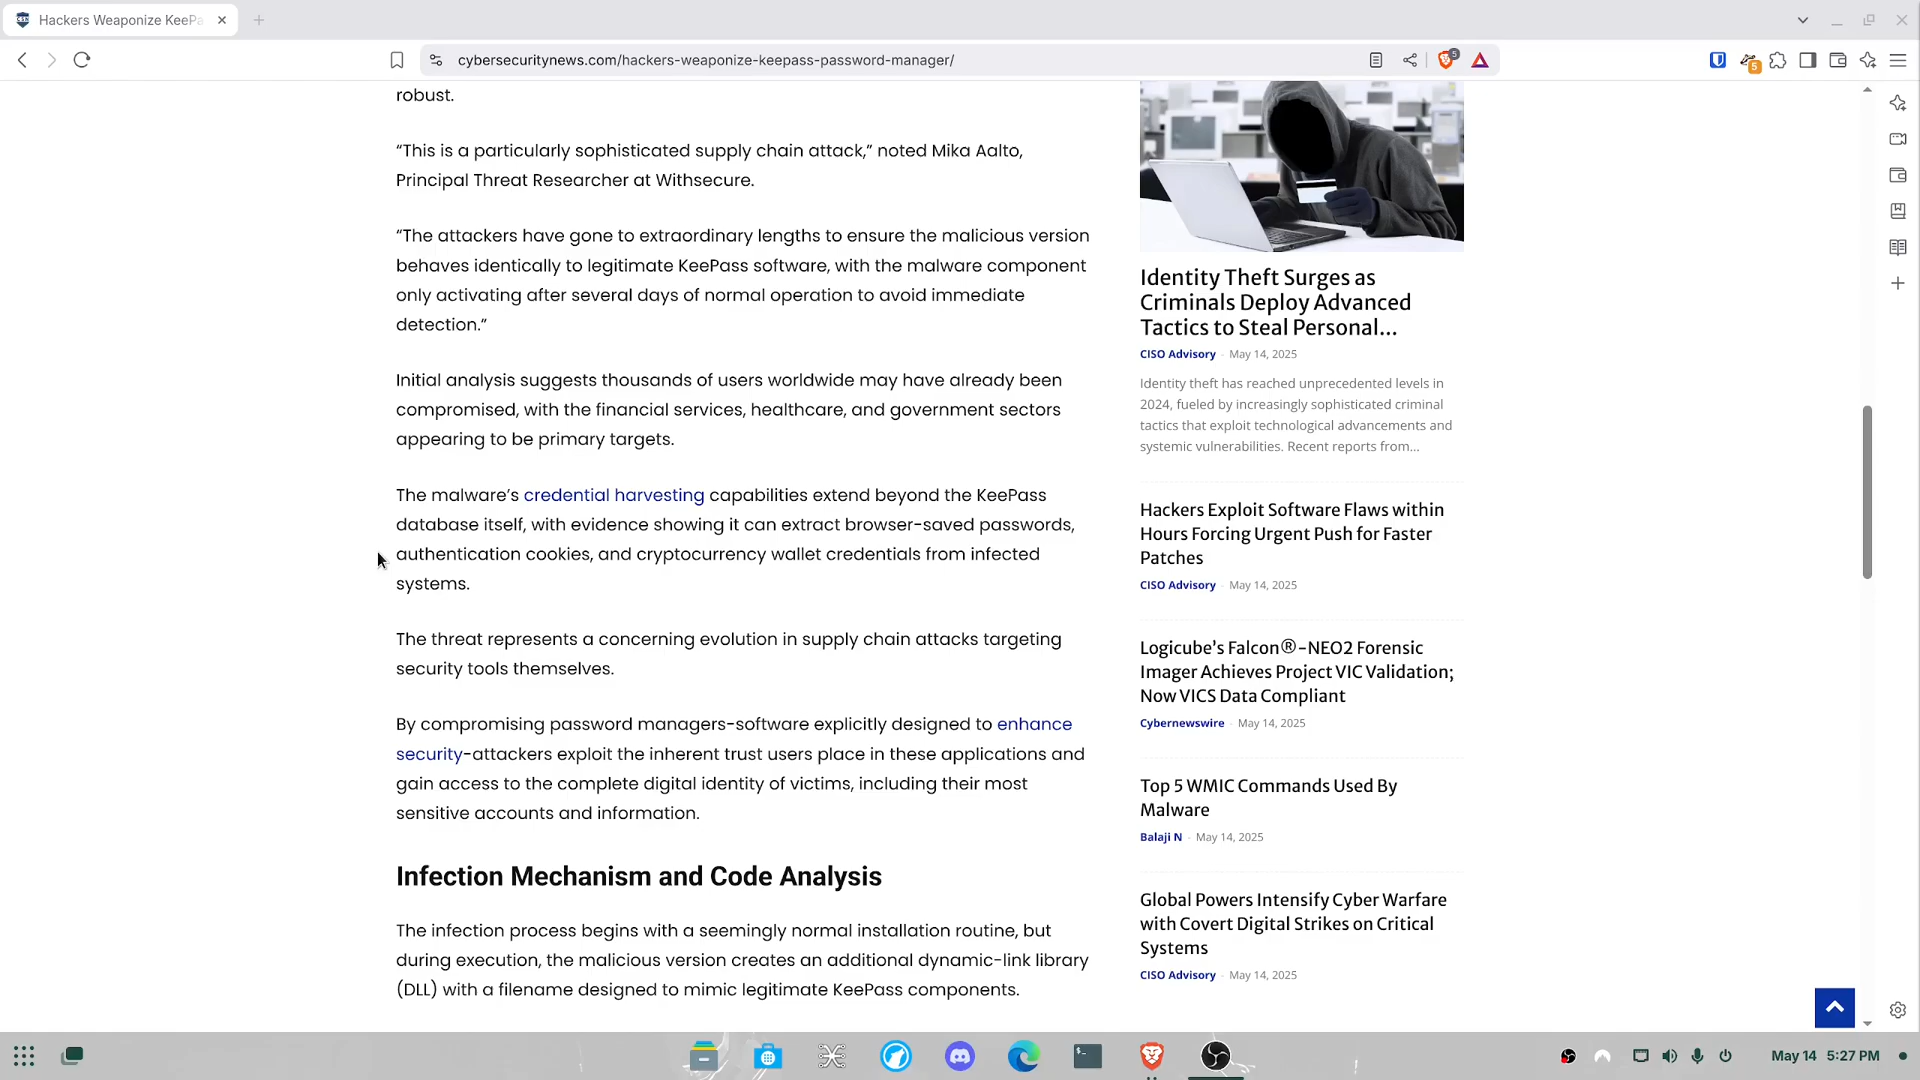 Hackers Weaponize KeePa
cybersecuritynews.com/hackers-weaponize-keepass-password-manager/
5
5
robust.
“This is a particularly sophisticated supply chain attack,” noted Mika Aalto,
Principal Threat Researcher at Withsecure.
“The attackers have gone to extraordinary lengths to ensure the malicious version
behaves identically to legitimate KeePass software, with the malware component
only activating after several days of normal operation to avoid immediate
detection.”
Initial analysis suggests thousands of users worldwide may have already been
compromised, with the financial services, healthcare, and government sectors
appearing to be primary targets.
The malware’s credential harvesting capabilities extend beyond the KeePass
database itself, with evidence showing it can extract browser-saved passwords,
authentication cookies, and cryptocurrency wallet credentials from infected
systems.
The threat represents a concerning evolution in supply chain attacks targeting
security tools themselves.
By compromising password managers-software explicitly designed to enhance
security-attackers exploit the inherent trust users place in these applications and
gain access to the complete digital identity of victims, including their most
sensitive accounts and information.
Infection Mechanism and Code Analysis
The infection process begins with a seemingly normal installation routine, but
during execution, the malicious version creates an additional dynamic-link library
(DLL) with a filename designed to mimic legitimate KeePass components.
Identity Theft Surges as
Criminals Deploy Advanced
Tactics to Steal Personal...
CISO Advisory - May 14, 2025
Identity theft has reached unprecedented levels in
2024, fueled by increasingly sophisticated criminal
tactics that exploit technological advancements and
systemic vulnerabilities. Recent reports from...
Hackers Exploit Software Flaws within
Hours Forcing Urgent Push for Faster
Patches
CISO Advisory - May 14, 2025
Logicube’s Falcon®-NEO2 Forensic
Imager Achieves Project VIC Validation;
Now VICS Data Compliant
Cybernewswire - May 14, 2025
Top 5 WMIC Commands Used By
Malware
Balaji N - May 14, 2025
Global Powers Intensify Cyber Warfare
with Covert Digital Strikes on Critical
Systems
CISO Advisory - May 14, 2025
May 14 5:27 PM